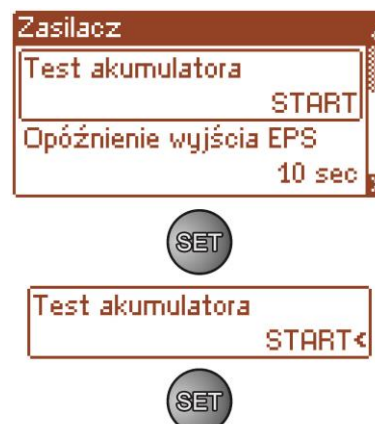 Zasilacz
Test akumulatora
START
Opóźnienie wyjścia EPS
10 sec
SET
Test akumulatora
START<
SET